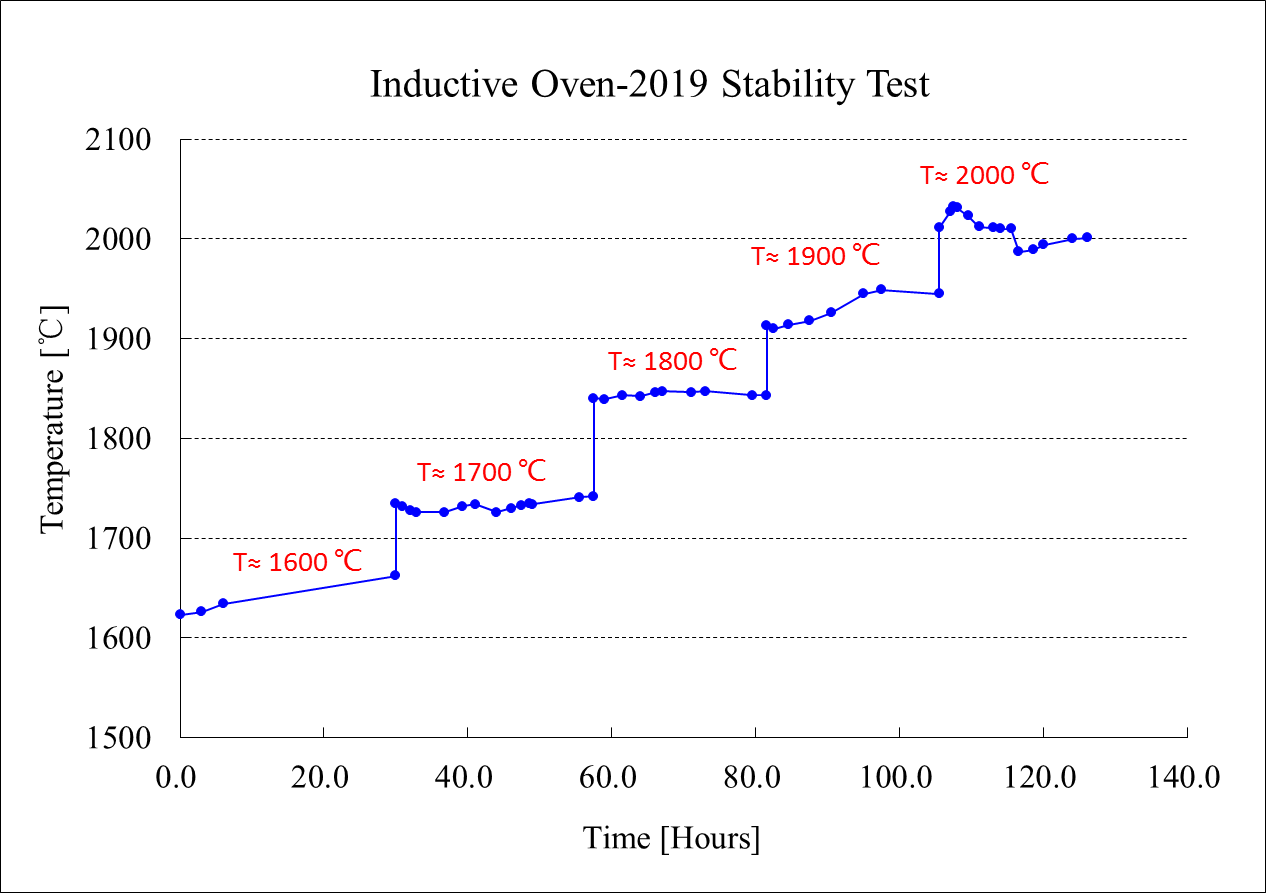 Inductive Oven-2019 Stability Test
2100
T≈ 2000 ℃
2000
T≈ 1900 ℃
1900
T≈ 1800 ℃
1800
T≈ 1700 ℃
1700
T≈ 1600 ℃
1600
1500
Temperature [℃]
0.0 20.0 40.0 60.0 80.0 100.0 120.0 140.0
Time [Hours]